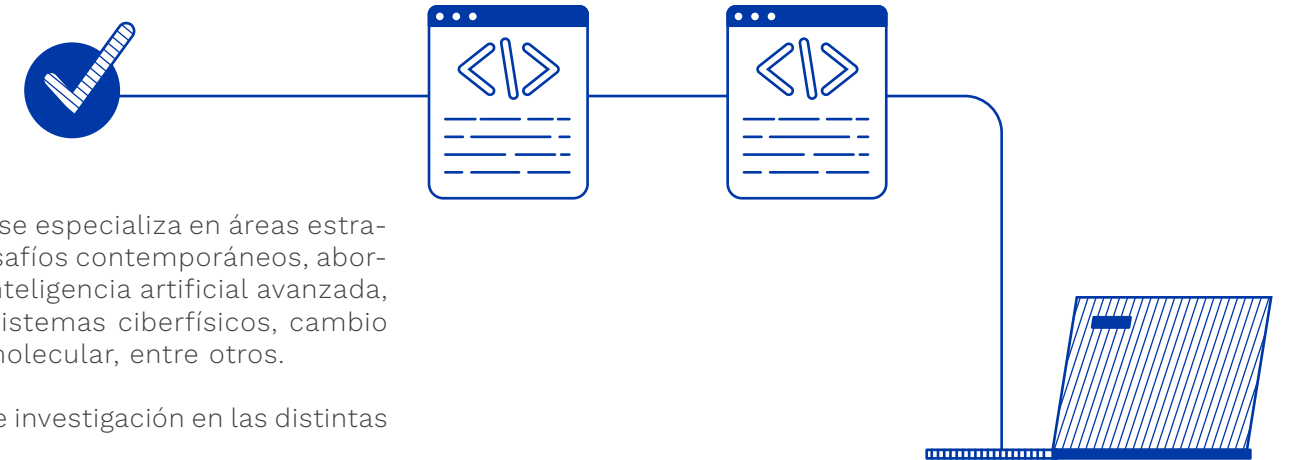 se especializa en áreas estra-
safíos contemporáneos, abor-
nteligencia artificial avanzada,
istemas ciberfísicos, cambio
molecular, entre otros.
e investigación en las distintas